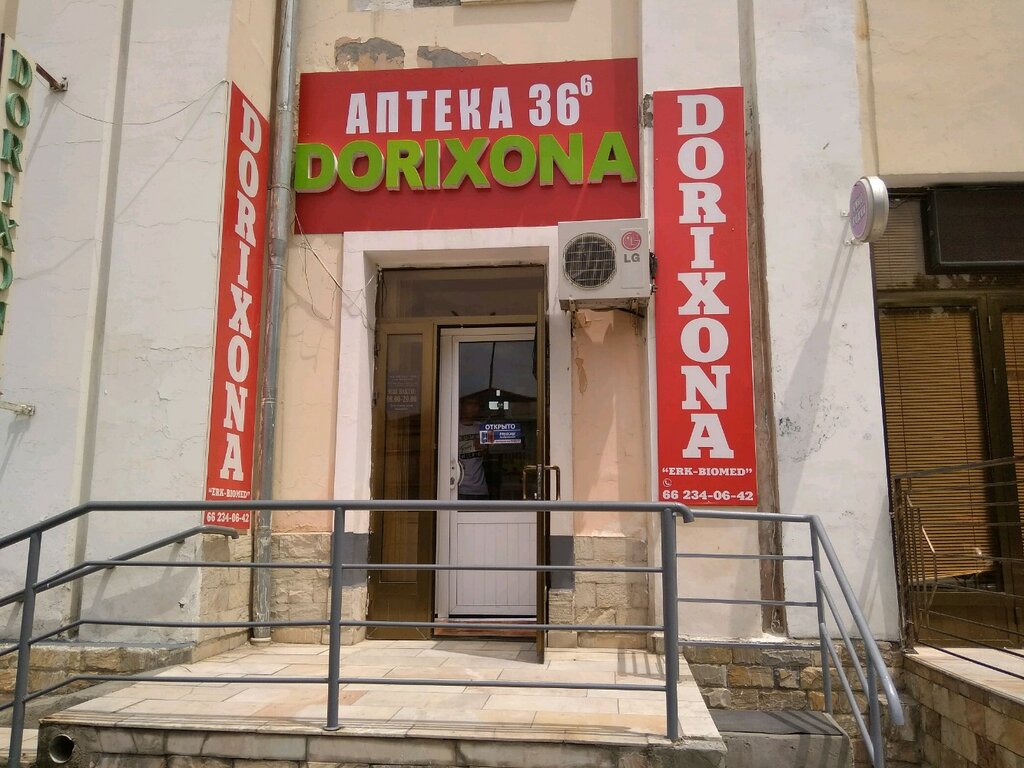 DORIXONA
АПТЕКА 36⁶
DORIXONA
DORIXONA
"ERK-BIOMED"
66 234-06-42
LG
DORIXONA
"ERK-BIOMED"
66 234-06-42
ОТКРЫТО